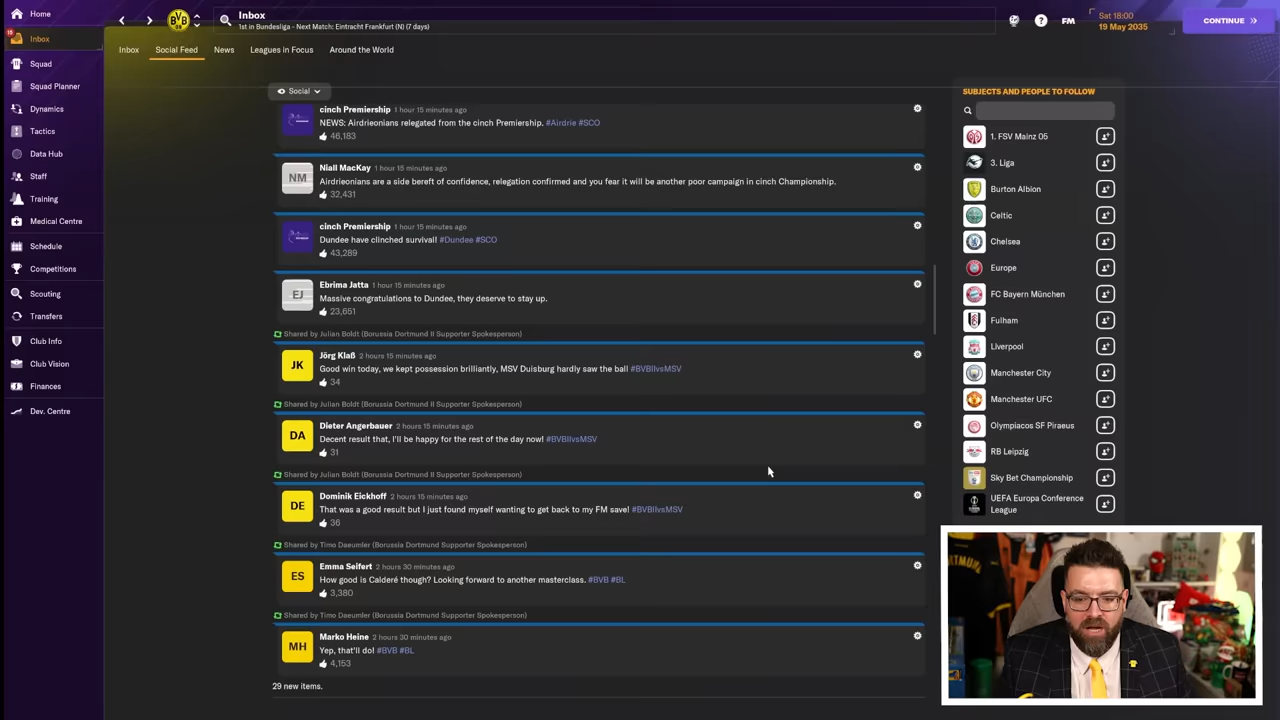 Home
Inbox
Squad
Squad Planner
Dynamics
Tactics
Data Hub
Staff
Training
Medical Centre
Schedule
Competitions
Scouting
Transfers
Club Info
Club Vision
Finances
Dev. Centre
Inbox
1st in Bundesliga - Next Match: Eintracht Frankfurt (N) (7 days)
FM
Sat 18:00
19 May 2035
CONTINUE
Inbox
Social Feed
News
Leagues in Focus
Around the World
Social
cinch Premiership 1 hour 15 minutes ago
NEWS: Airdrieonians relegated from the cinch Premiership. #Airdrie #SCO
46,183
NM
Niall MacKay 1 hour 15 minutes ago
Airdrieonians are a side bereft of confidence, relegation confirmed and you fear it will be another poor campaign in cinch Championship.
32,431
cinch Premiership 1 hour 15 minutes ago
Dundee have clinched survival! #Dundee #SCO
43,289
EJ
Ebrima Jatta 1 hour 15 minutes ago
Massive congratulations to Dundee, they deserve to stay up.
23,651
Shared by Julian Boldt (Borussia Dortmund II Supporter Spokesperson)
JK
Jörg Klaß 2 hours 15 minutes ago
Good win today, we kept possession brilliantly, MSV Duisburg hardly saw the ball #BVBIIvsMSV
34
Shared by Julian Boldt (Borussia Dortmund II Supporter Spokesperson)
DA
Dieter Angerbauer 2 hours 15 minutes ago
Decent result that, I'll be happy for the rest of the day now! #BVBIIvsMSV
31
Shared by Julian Boldt (Borussia Dortmund II Supporter Spokesperson)
DE
Dominik Eickhoff 2 hours 15 minutes ago
That was a good result but I just found myself wanting to get back to my FM save! #BVBIIvsMSV
36
Shared by Timo Daeumler (Borussia Dortmund Supporter Spokesperson)
ES
Emma Seifert 2 hours 30 minutes ago
How good is Calderé though? Looking forward to another masterclass. #BVB #BL
3,380
Shared by Timo Daeumler (Borussia Dortmund Supporter Spokesperson)
MH
Marko Heine 2 hours 30 minutes ago
Yep, that'll do! #BVB #BL
4,153
29 new items.
SUBJECTS AND PEOPLE TO FOLLOW
1. FSV Mainz 05
3. Liga
Burton Albion
Celtic
Chelsea
Europe
FC Bayern München
Fulham
Liverpool
Manchester City
Manchester UFC
Olympiacos SF Piraeus
RB Leipzig
Sky Bet Championship
UEFA Europa Conference
League